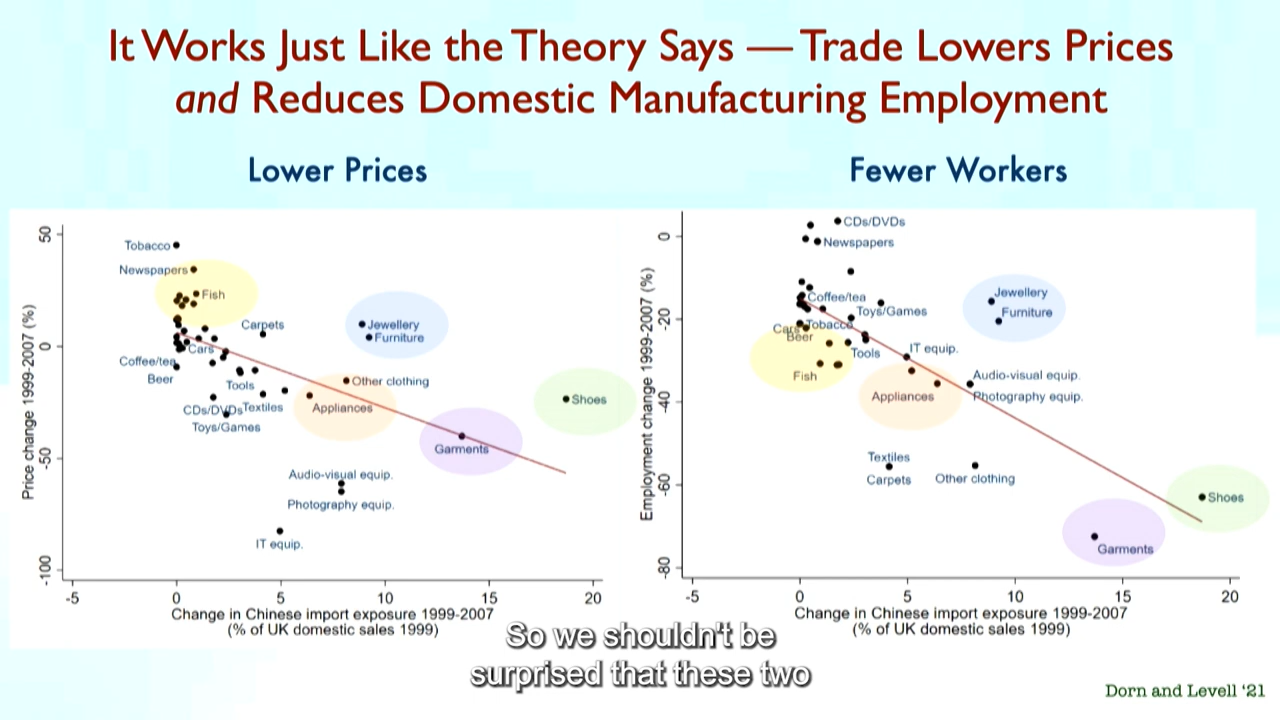 It Works Just Like the Theory Says — Trade Lowers Prices
and Reduces Domestic Manufacturing Employment
Lower Prices
Price change 1999-2007 (%)
50
0
-50
-100
Tobacco
Newspapers
Fish
Carpets
Jewellery
Furniture
Cars
Coffee/tea
Beer
Tools
Other clothing
CDs/DVDs
Textiles
Appliances
Shoes
Toys/Games
Garments
Audio-visual equip.
Photography equip.
IT equip.
-5 0 5 10 15 20
Change in Chinese import exposure 1999-2007
(% of UK domestic sales 1999)
Fewer Workers
Employment change 1999-2007 (%)
0
-20
-40
-60
-80
CDs/DVDs
Newspapers
Coffee/tea
Jewellery
Toys/Games
Furniture
Cars
Tobacco
Beer
Tools
IT equip.
Fish
Audio-visual equip.
Appliances
Photography equip.
Textiles
Carpets
Other clothing
Shoes
Garments
-5 0 5 10 15 20
Change in Chinese import exposure 1999-2007
(% of UK domestic sales 1999)
So we shouldn't be
surprised that these two
Dorn and Levell ‘21